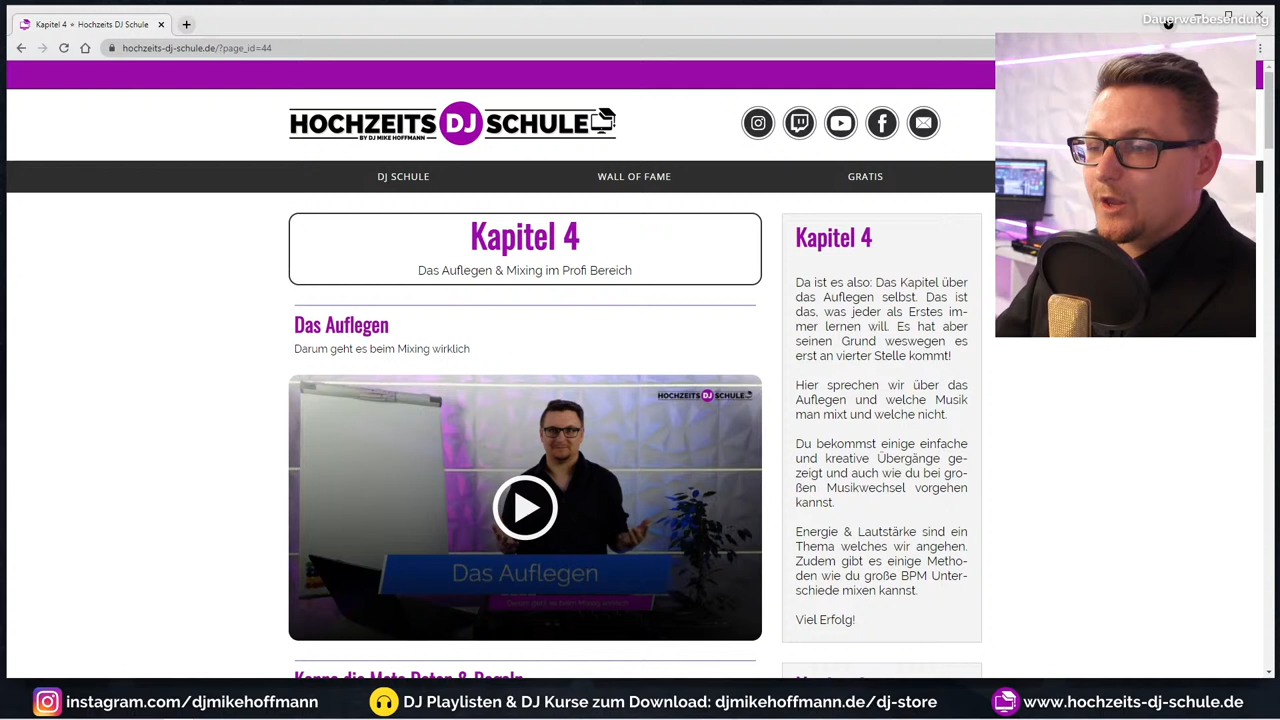 Kapitel 4 ⋆ Hochzeits DJ Schule
Dauerwerbesendung
hochzeits-dj-schule.de/?page_id=44
HOCHZEITS DJ SCHULE
BY DJ MIKE HOFFMANN
DJ SCHULE
WALL OF FAME
GRATIS
Kapitel 4
Das Auflegen & Mixing im Profi Bereich
Das Auflegen
Darum geht es beim Mixing wirklich
HOCHZEITS DJ SCHULE
Das Auflegen
Darum geht es beim Mixing wirklich
Kapitel 4
Da ist es also: Das Kapitel über
das Auflegen selbst. Das ist
das, was jeder als Erstes im-
mer lernen will. Es hat aber
seinen Grund weswegen es
erst an vierter Stelle kommt!
Hier sprechen wir über das
Auflegen und welche Musik
man mixt und welche nicht.
Du bekommst einige einfache
und kreative Übergänge ge-
zeigt und auch wie du bei gro-
ßen Musikwechsel vorgehen
kannst.
Energie & Lautstärke sind ein
Thema welches wir angehen.
Zudem gibt es einige Metho-
den wie du große BPM Unter-
schiede mixen kannst.
Viel Erfolg!
instagram.com/djmikehoffmann
DJ Playlisten & DJ Kurse zum Download: djmikehoffmann.de/dj-store
www.hochzeits-dj-schule.de